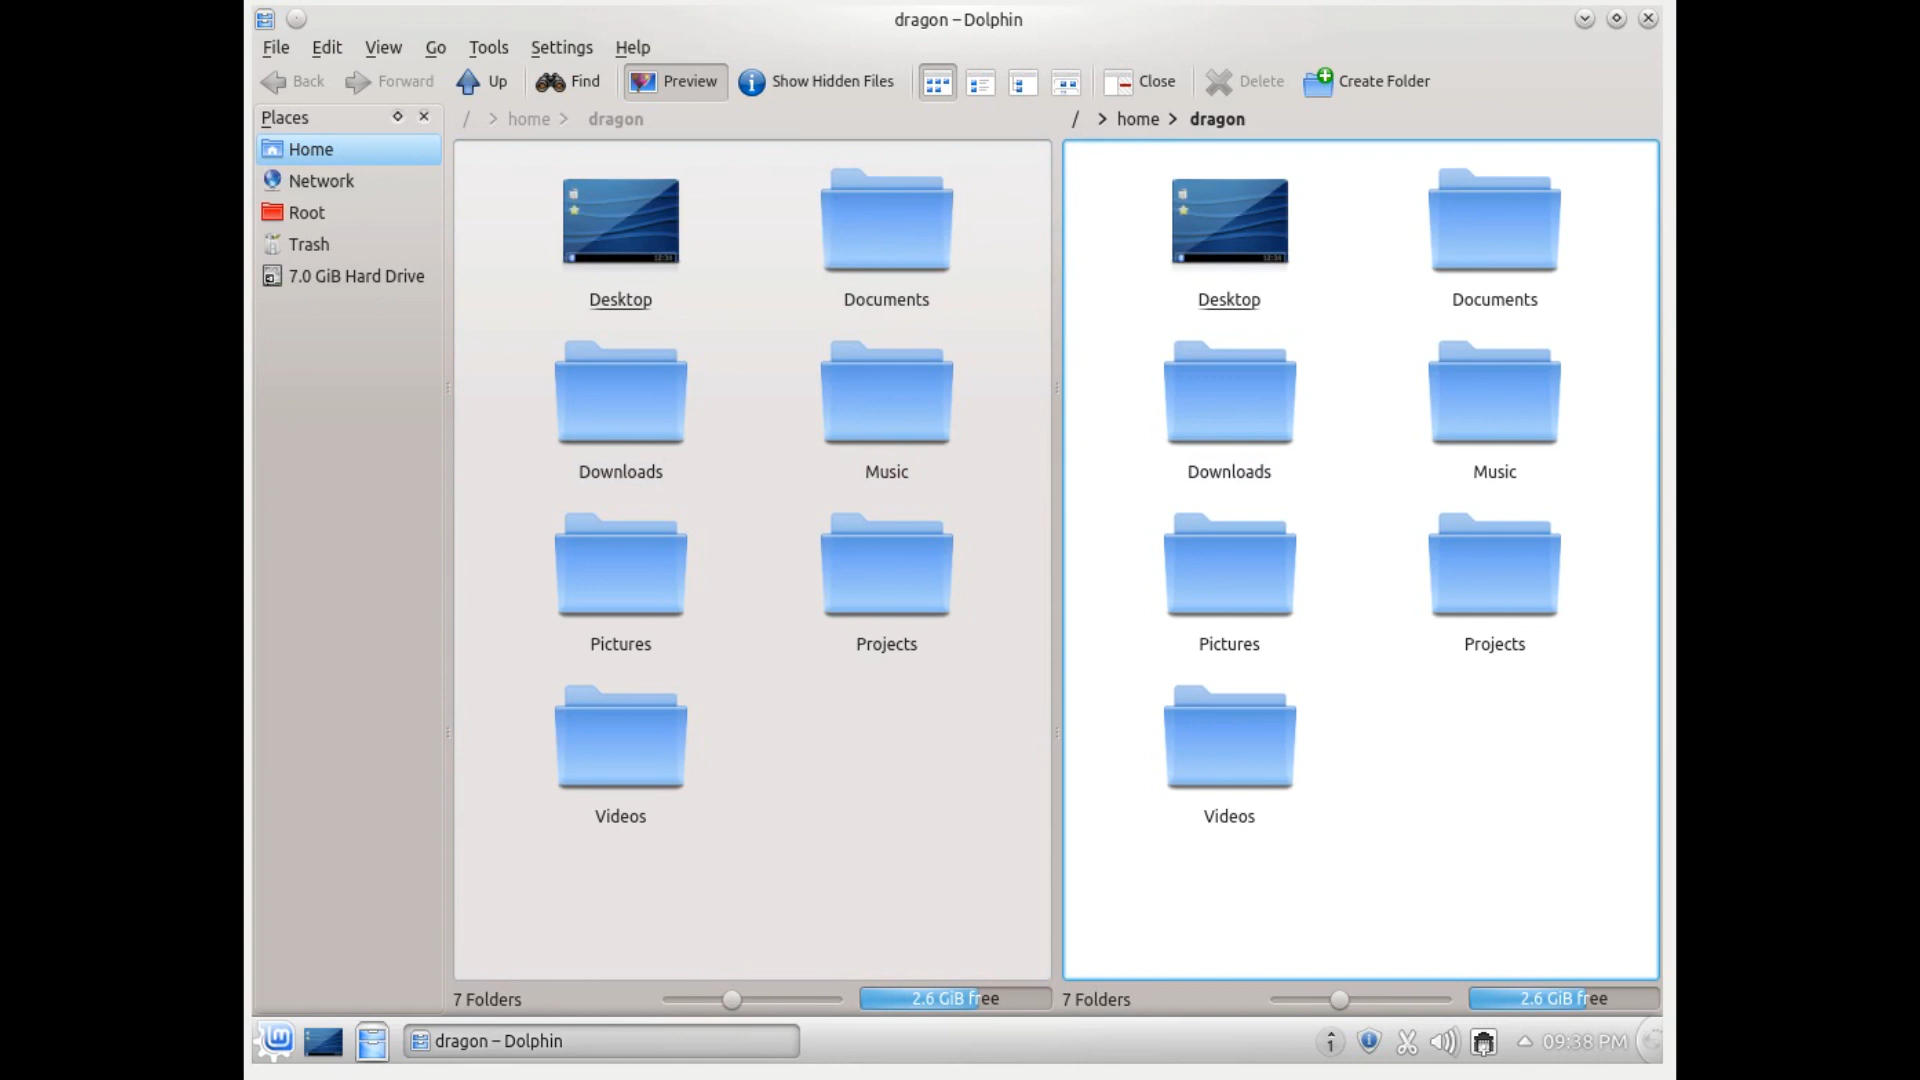 dragon – Dolphin
File Edit View Go Tools Settings Help
Back Forward Up Find Preview Show Hidden Files Close Delete Create Folder
Places
Home
Network
Root
Trash
7.0 GiB Hard Drive
/ > home > dragon
Desktop Documents
Downloads Music
Pictures Projects
Videos
7 Folders 2.6 GiB free
/ > home > dragon
Desktop Documents
Downloads Music
Pictures Projects
Videos
7 Folders 2.6 GiB free
dragon – Dolphin
1
09:38 PM